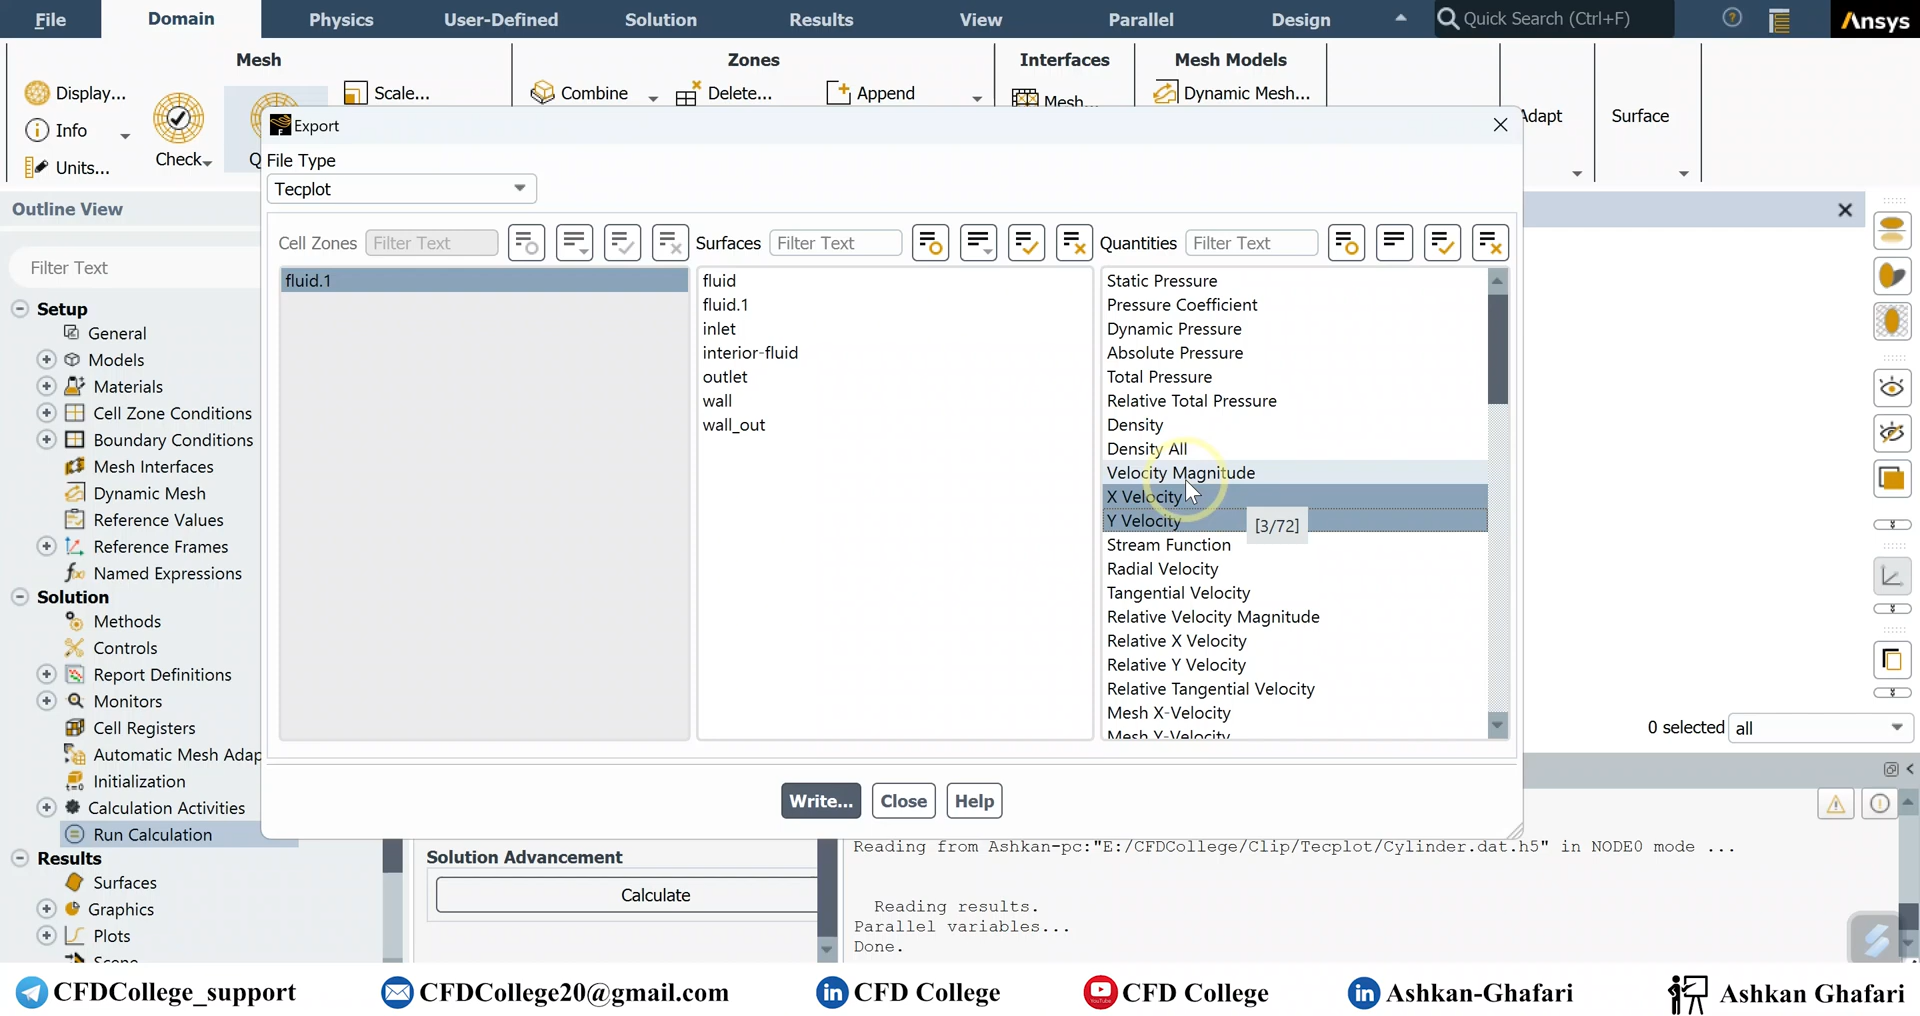 File
Domain
Physics
User-Defined
Solution
Results
View
Parallel
Design
Quick Search (Ctrl+F)
Ansys
Mesh
Zones
Interfaces
Mesh Models
Display...
Info
Units...
Check
Scale...
Combine
Delete...
Append
Mesh...
Dynamic Mesh...
Adapt
Surface
Export
File Type
Tecplot
Outline View
Filter Text
Cell Zones
Filter Text
Surfaces
Filter Text
Quantities
Filter Text
fluid.1
fluid
fluid.1
inlet
interior-fluid
outlet
wall
wall_out
Static Pressure
Pressure Coefficient
Dynamic Pressure
Absolute Pressure
Total Pressure
Relative Total Pressure
Density
Density All
Velocity Magnitude
X Velocity
Y Velocity
[3/72]
Stream Function
Radial Velocity
Tangential Velocity
Relative Velocity Magnitude
Relative X Velocity
Relative Y Velocity
Relative Tangential Velocity
Mesh X-Velocity
Mesh Y-Velocity
Setup
General
Models
Materials
Cell Zone Conditions
Boundary Conditions
Mesh Interfaces
Dynamic Mesh
Reference Values
Reference Frames
Named Expressions
Solution
Methods
Controls
Report Definitions
Monitors
Cell Registers
Automatic Mesh Adap
Initialization
Calculation Activities
Run Calculation
Results
Surfaces
Graphics
Plots
Scene
Write...
Close
Help
0 selected
all
Solution Advancement
Calculate
Reading from Ashkan-pc:"E:/CFDCollege/Clip/Tecplot/Cylinder.dat.h5" in NODE0 mode ...
Reading results.
Parallel variables...
Done.
CFDCollege_support
CFDCollege20@gmail.com
CFD College
CFD College
Ashkan-Ghafari
Ashkan Ghafari